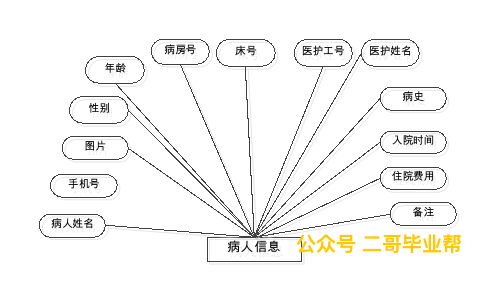 病房号
床号
医护工号
医护姓名
年龄
病史
性别
入院时间
图片
住院费用
手机号
备注
病人姓名
病人信息
公众号 二哥毕业帮